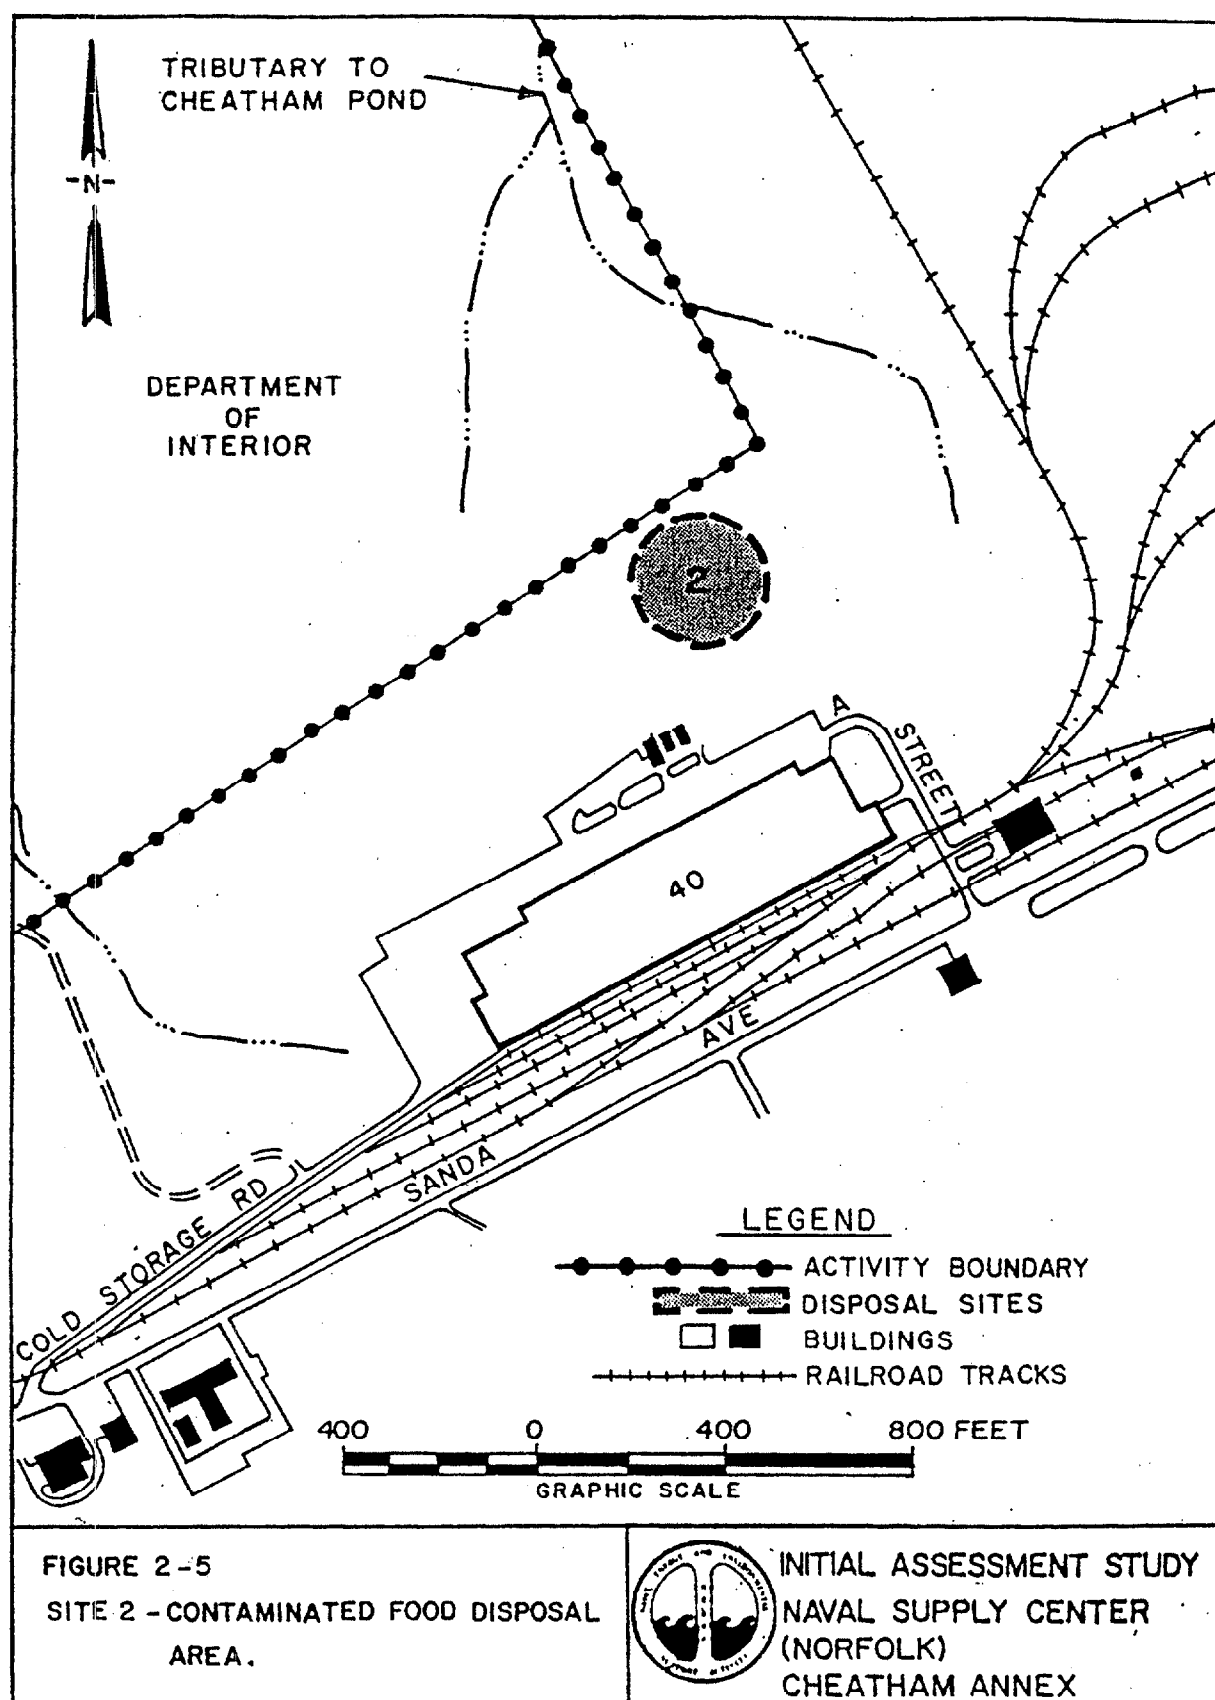 TRIBUTARY TO
CHEATHAM POND
-N-
DEPARTMENT
OF
INTERIOR
2
A STREET
40
SANDA AVE
COLD STORAGE RD
LEGEND
ACTIVITY BOUNDARY
DISPOSAL SITES
BUILDINGS
RAILROAD TRACKS
400 0 400 800 FEET
GRAPHIC SCALE
FIGURE 2-5
SITE 2 - CONTAMINATED FOOD DISPOSAL
AREA.
INITIAL ASSESSMENT STUDY
NAVAL SUPPLY CENTER
(NORFOLK)
CHEATHAM ANNEX